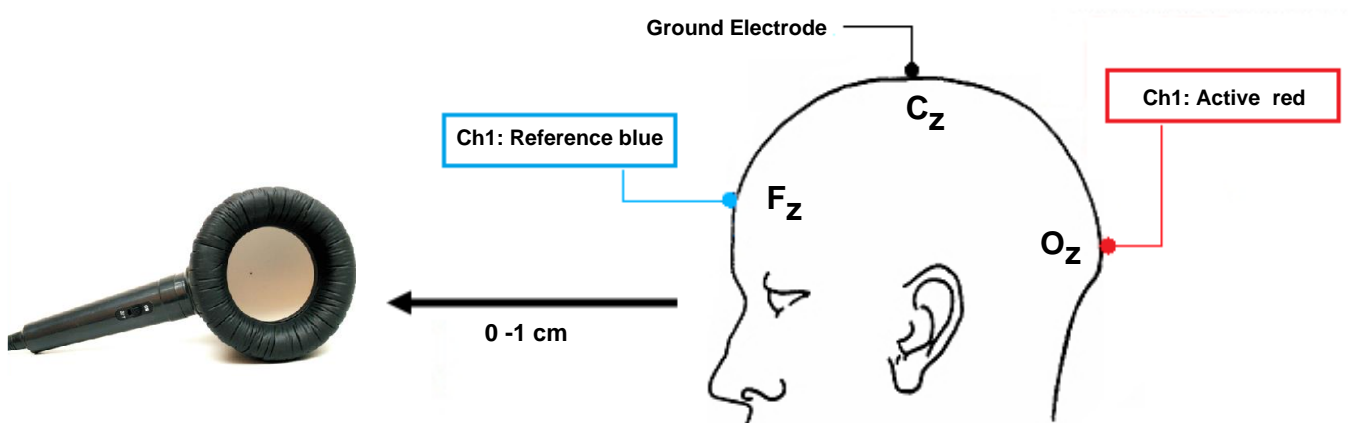 Ground Electrode
Ch1: Active red
Cz
Ch1: Reference blue
Fz
Oz
0 -1 cm